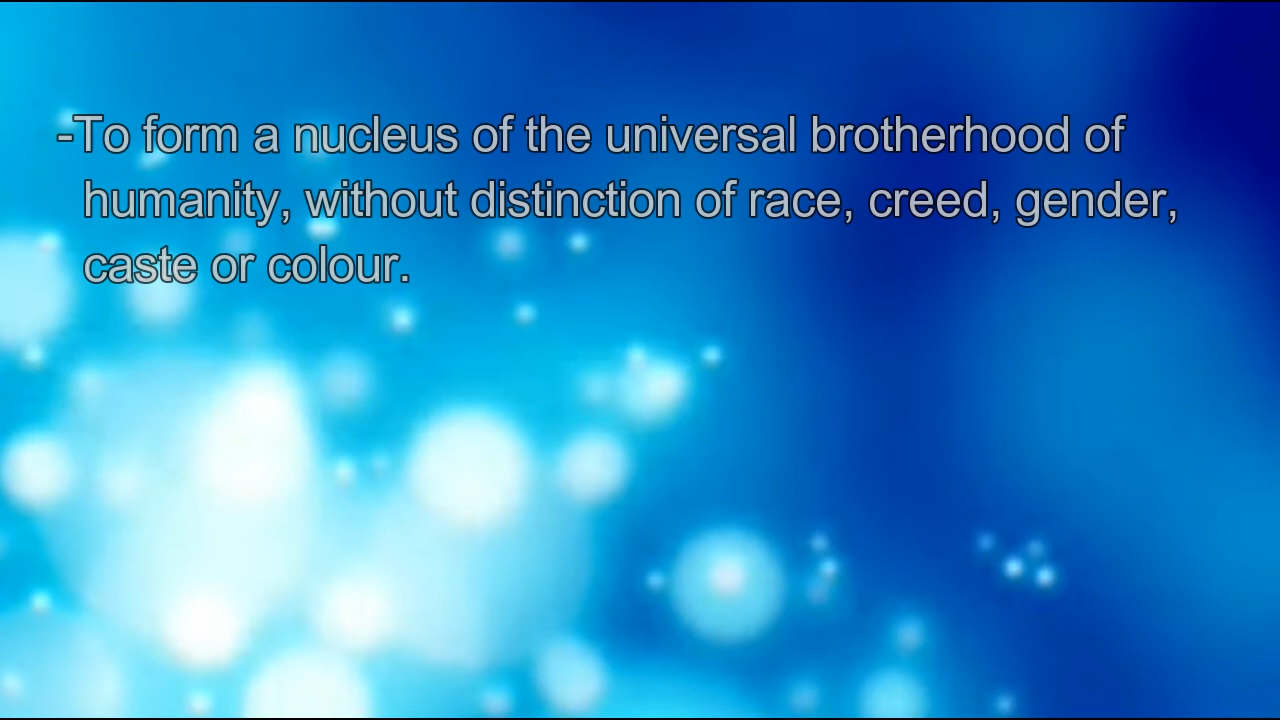 -To form a nucleus of the universal brotherhood of
humanity, without distinction of race, creed, gender,
caste or colour.